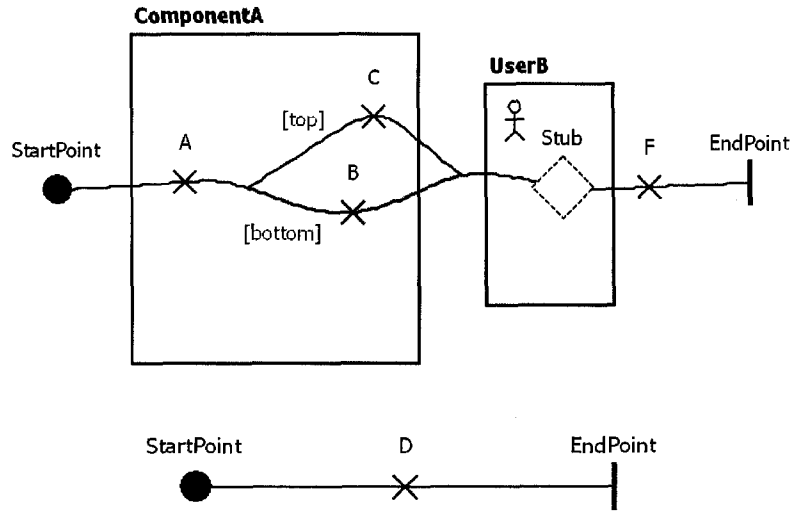 ComponentA
UserB
C
[top]
A
Stub
StartPoint
B
F
EndPoint
[bottom]
StartPoint
D
EndPoint